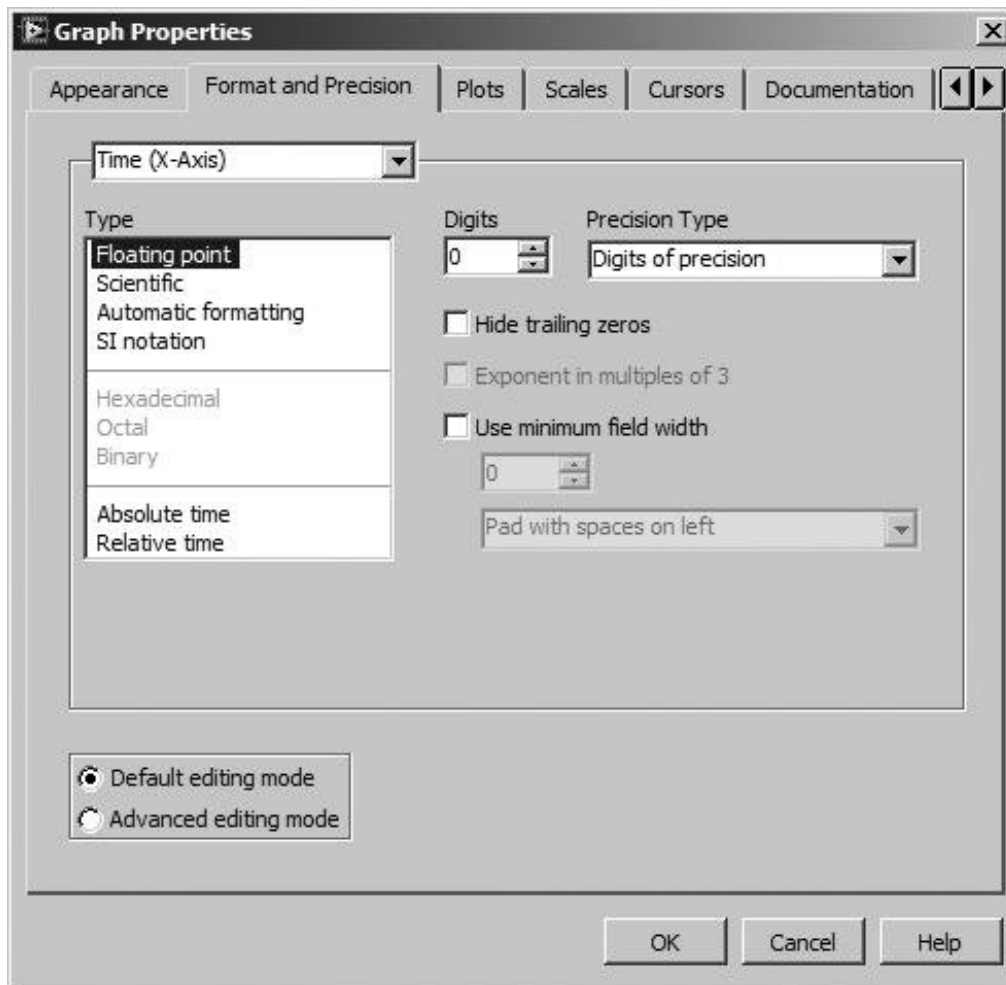 Graph Properties
Appearance Format and Precision Plots Scales Cursors Documentation
Time (X-Axis)
Type Digits Precision Type
Floating point 0 Digits of precision
Scientific
Automatic formatting
SI notation
Hide trailing zeros
Exponent in multiples of 3
Hexadecimal
Octal
Binary
Use minimum field width
0
Absolute time
Relative time
Pad with spaces on left
Default editing mode
Advanced editing mode
OK Cancel Help